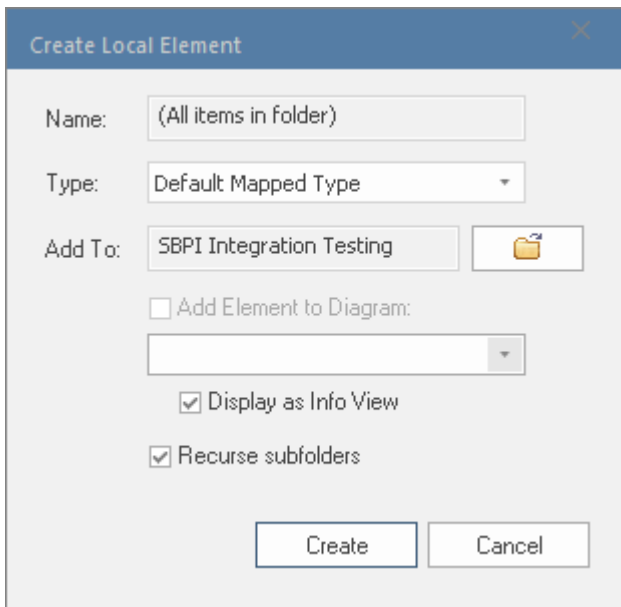 Create Local Element
Name: (All items in folder)
Type: Default Mapped Type
Add To: SBPI Integration Testing
Add Element to Diagram:
Display as Info View
Recurse subfolders
Create Cancel